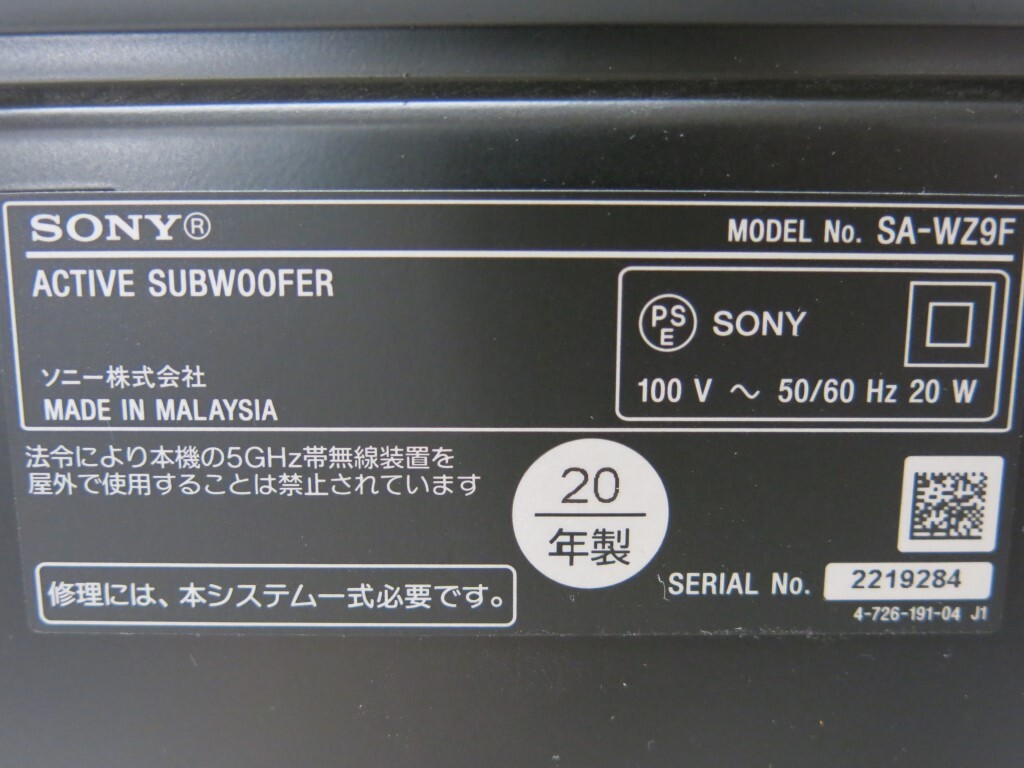 SONY®
MODEL No. SA-WZ9F
ACTIVE SUBWOOFER
PSE SONY
100 V ～ 50/60 Hz 20 W
ソニー株式会社
MADE IN MALAYSIA
法令により本機の5GHz帯無線装置を
屋外で使用することは禁止されています
20
年製
修理には、本システム一式必要です。
SERIAL No. 2219284
4-726-191-04 J1